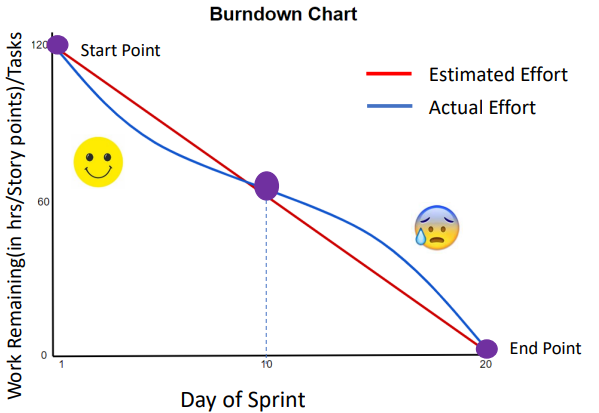 Burndown Chart
Work Remaining(in hrs/Story points)/Tasks
120
Start Point
Estimated Effort
Actual Effort
60
0
End Point
1
10
20
Day of Sprint